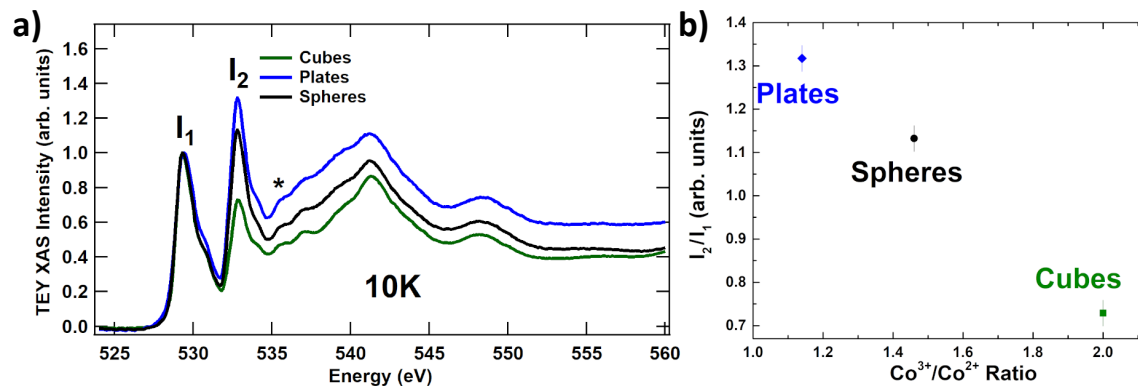 a)
TEY XAS Intensity (arb. units)
1.6
1.4
1.2
1.0
0.8
0.6
0.4
0.2
0.0
I1
I2
*
Cubes
Plates
Spheres
10K
525 530 535 540 545 550 555 560
Energy (eV)
b)
I2/I1 (arb. units)
1.4
1.3
1.2
1.1
1.0
0.9
0.8
0.7
Plates
Spheres
Cubes
1.0 1.2 1.4 1.6 1.8 2.0
Co3+/Co2+ Ratio